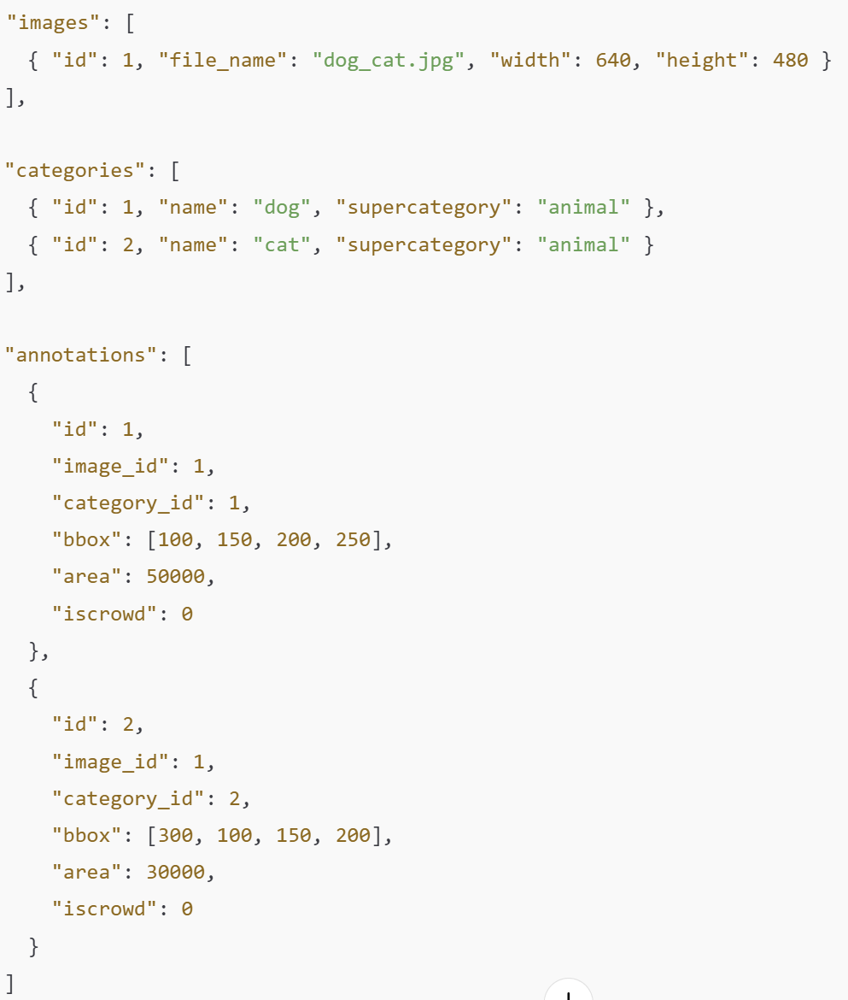 "images": [
  { "id": 1, "file_name": "dog_cat.jpg", "width": 640, "height": 480 }
],
"categories": [
  { "id": 1, "name": "dog", "supercategory": "animal" },
  { "id": 2, "name": "cat", "supercategory": "animal" }
],
"annotations": [
  {
    "id": 1,
    "image_id": 1,
    "category_id": 1,
    "bbox": [100, 150, 200, 250],
    "area": 50000,
    "iscrowd": 0
  },
  {
    "id": 2,
    "image_id": 1,
    "category_id": 2,
    "bbox": [300, 100, 150, 200],
    "area": 30000,
    "iscrowd": 0
  }
]